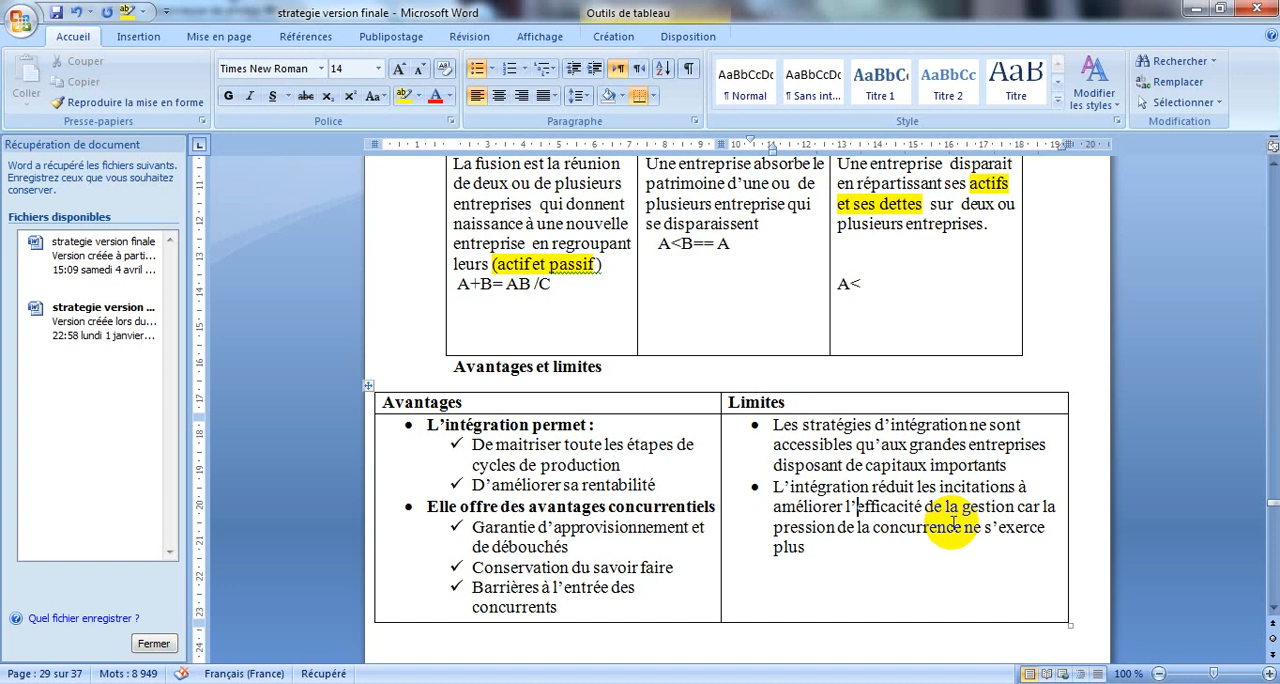 strategie version finale - Microsoft Word
Outils de tableau
Accueil
Insertion
Mise en page
Références
Publipostage
Révision
Affichage
Création
Disposition
Coller
Couper
Copier
Reproduire la mise en forme
Presse-papiers
Times New Roman
14
G I S abc X₂ X² Aa
Police
Paragraphe
AaBbCcDc
¶ Normal
AaBbCcDc
¶ Sans int...
AaBbC
Titre 1
AaBbCc
Titre 2
AaB
Titre
Modifier
les styles
Style
Rechercher
Remplacer
Sélectionner
Modification
Récupération de document
Word a récupéré les fichiers suivants.
Enregistrez ceux que vous souhaitez
conserver.
Fichiers disponibles
strategie version finale
Version créée à parti...
15:09 samedi 4 avril ...
strategie version ...
Version créée lors du...
22:58 lundi 1 janvier...
Quel fichier enregistrer ?
Fermer
La fusion est la réunion
de deux ou de plusieurs
entreprises qui donnent
naissance à une nouvelle
entreprise en regroupant
leurs (actif et passif )
A+B= AB /C
Une entreprise absorbe le
patrimoine d’une ou de
plusieurs entreprise qui
se disparaissent
A<B== A
Une entreprise disparait
en répartissant ses actifs
et ses dettes sur deux ou
plusieurs entreprises.
A<
Avantages et limites
Avantages
• L’intégration permet :
✓ De maitriser toute les étapes de
cycles de production
✓ D’améliorer sa rentabilité
• Elle offre des avantages concurrentiels
✓ Garantie d’approvisionnement et
de débouchés
✓ Conservation du savoir faire
✓ Barrières à l’entrée des
concurrents
Limites
• Les stratégies d’intégration ne sont
accessibles qu’aux grandes entreprises
disposant de capitaux importants
• L’intégration réduit les incitations à
améliorer l’efficacité de la gestion car la
pression de la concurrence ne s’exerce
plus
Page : 29 sur 37
Mots : 8 949
Français (France)
Récupéré
100 %